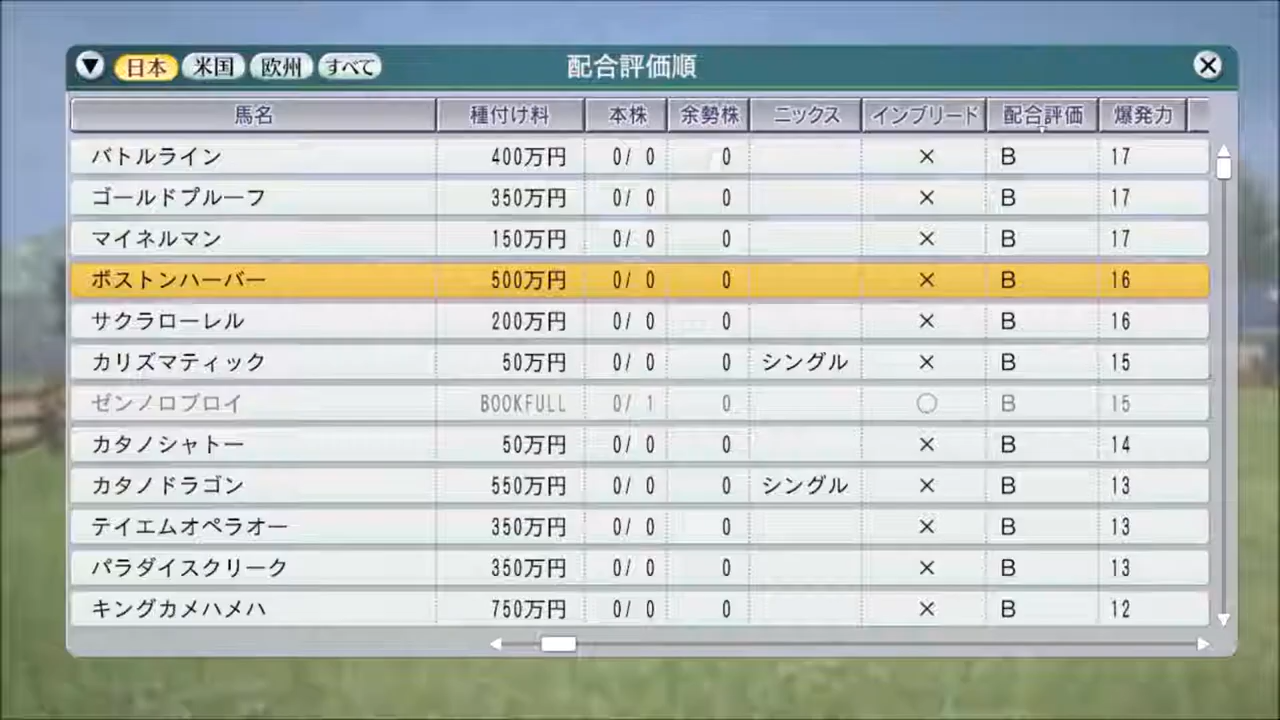 ▼ 日本 米国 欧州 すべて 配合評価順 ×
馬名 種付け料 本株 余勢株 ニックス インブリード 配合評価 爆発力
バトルライン 400万円 0/ 0 0 × B 17
ゴールドプルーフ 350万円 0/ 0 0 × B 17
マイネルマン 150万円 0/ 0 0 × B 17
ボストンハーバー 500万円 0/ 0 0 × B 16
サクラローレル 200万円 0/ 0 0 × B 16
カリズマティック 50万円 0/ 0 0 シングル × B 15
ゼンノロブロイ BOOKFULL 0/ 1 0 ○ B 15
カタノシャトー 50万円 0/ 0 0 × B 14
カタノドラゴン 550万円 0/ 0 0 シングル × B 13
テイエムオペラオー 350万円 0/ 0 0 × B 13
パラダイスクリーク 350万円 0/ 0 0 × B 13
キングカメハメハ 750万円 0/ 0 0 × B 12